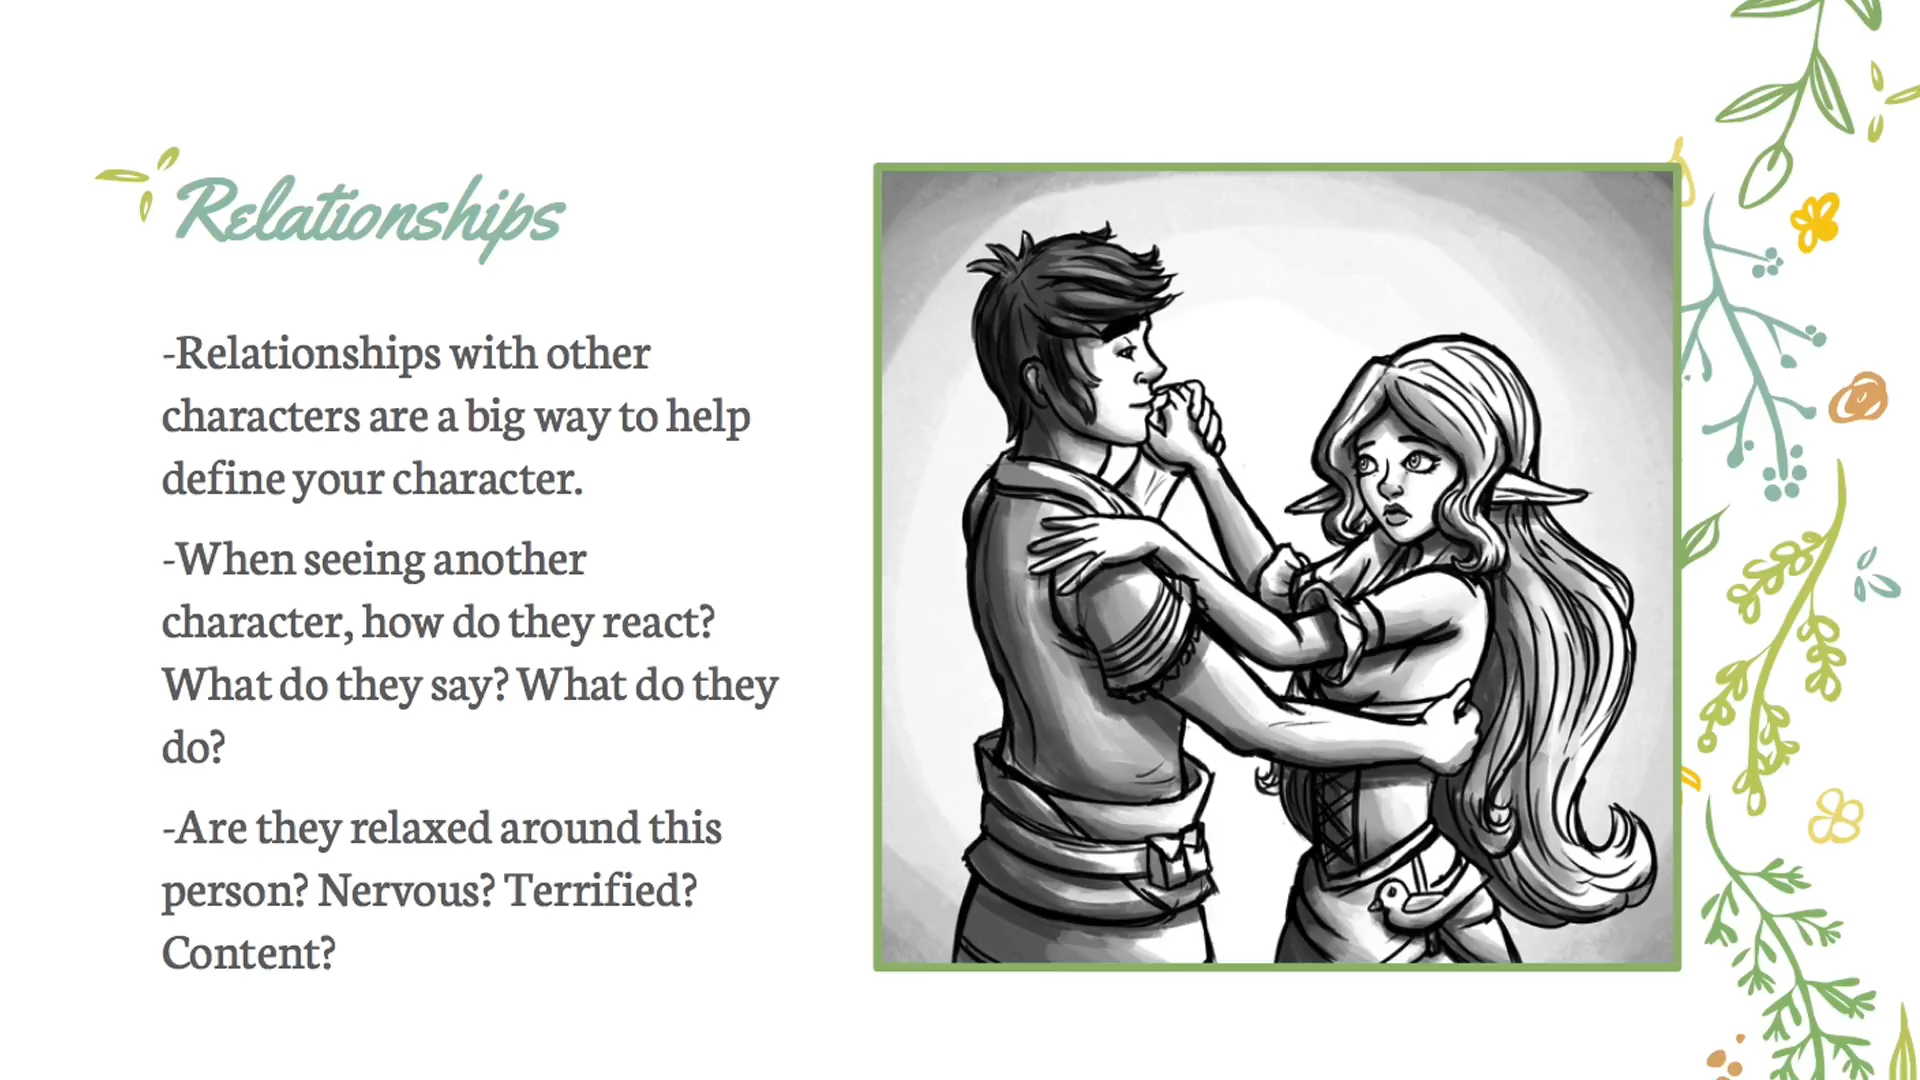 Relationships
-Relationships with other
characters are a big way to help
define your character.
-When seeing another
character, how do they react?
What do they say? What do they
do?
-Are they relaxed around this
person? Nervous? Terrified?
Content?